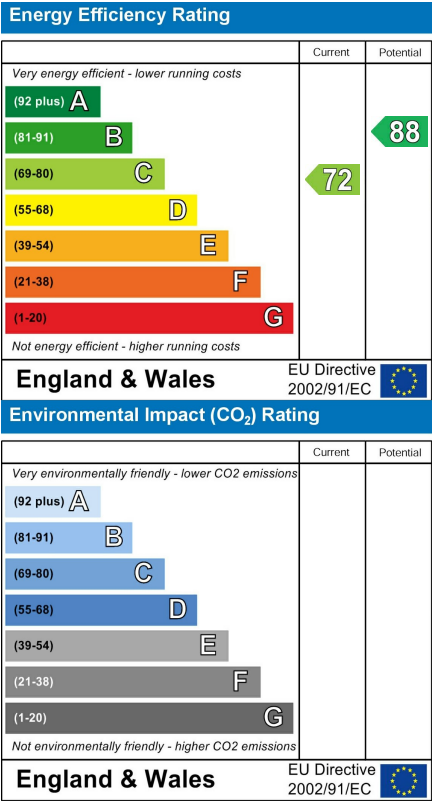 Energy Efficiency Rating
Current Potential
Very energy efficient - lower running costs
(92 plus) A
(81-91) B
88
(69-80) C
72
(55-68) D
(39-54) E
(21-38) F
(1-20) G
Not energy efficient - higher running costs
England & Wales
EU Directive
2002/91/EC
Environmental Impact (CO₂) Rating
Current Potential
Very environmentally friendly - lower CO2 emissions
(92 plus) A
(81-91) B
(69-80) C
(55-68) D
(39-54) E
(21-38) F
(1-20) G
Not environmentally friendly - higher CO2 emissions
England & Wales
EU Directive
2002/91/EC